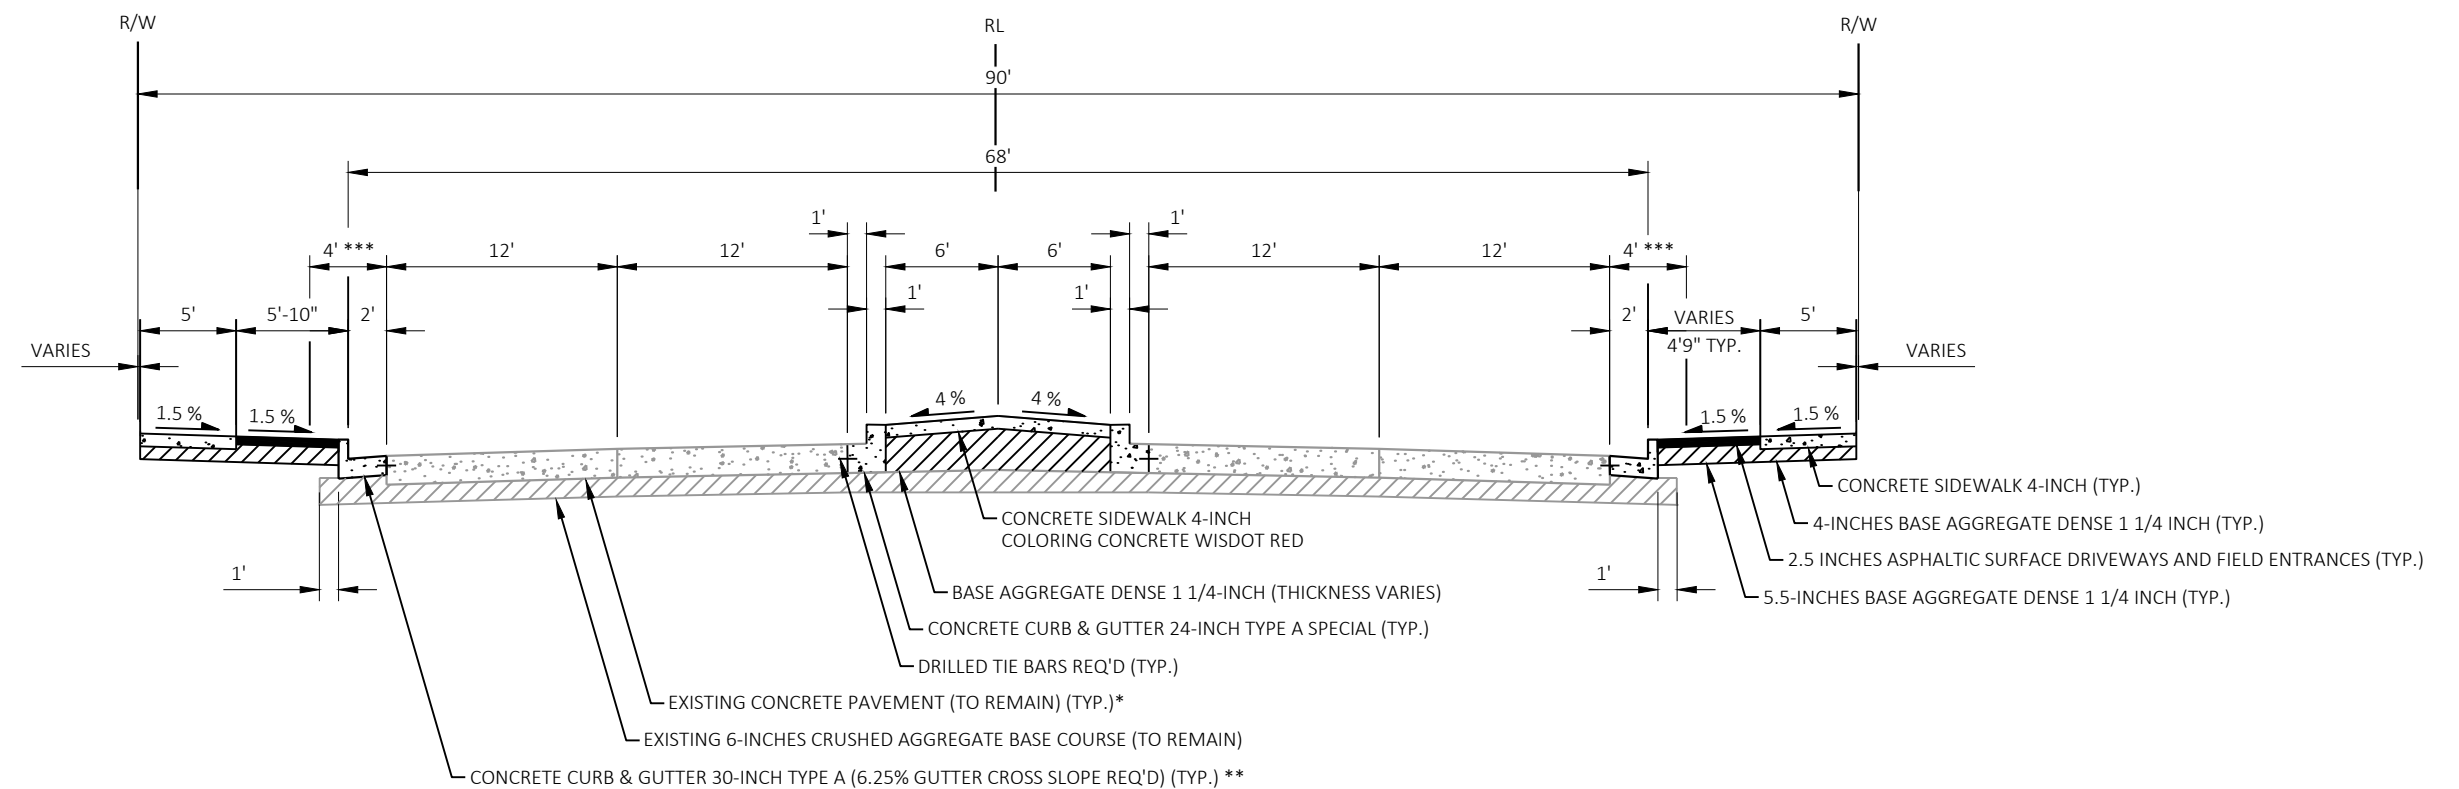 R/W
RL
R/W
90'
68'
1'
1'
4' ***
12'
12'
6'
6'
12'
12'
4' ***
1'
1'
5'
5'-10"
2'
2'
VARIES
5'
4'9" TYP.
VARIES
VARIES
1.5 %
1.5 %
4 %
4 %
1.5 %
1.5 %
CONCRETE SIDEWALK 4-INCH (TYP.)
4-INCHES BASE AGGREGATE DENSE 1 1/4 INCH (TYP.)
2.5 INCHES ASPHALTIC SURFACE DRIVEWAYS AND FIELD ENTRANCES (TYP.)
5.5-INCHES BASE AGGREGATE DENSE 1 1/4 INCH (TYP.)
1'
1'
CONCRETE SIDEWALK 4-INCH
COLORING CONCRETE WISDOT RED
BASE AGGREGATE DENSE 1 1/4-INCH (THICKNESS VARIES)
CONCRETE CURB & GUTTER 24-INCH TYPE A SPECIAL (TYP.)
DRILLED TIE BARS REQ'D (TYP.)
EXISTING CONCRETE PAVEMENT (TO REMAIN) (TYP.)*
EXISTING 6-INCHES CRUSHED AGGREGATE BASE COURSE (TO REMAIN)
CONCRETE CURB & GUTTER 30-INCH TYPE A (6.25% GUTTER CROSS SLOPE REQ'D) (TYP.) **